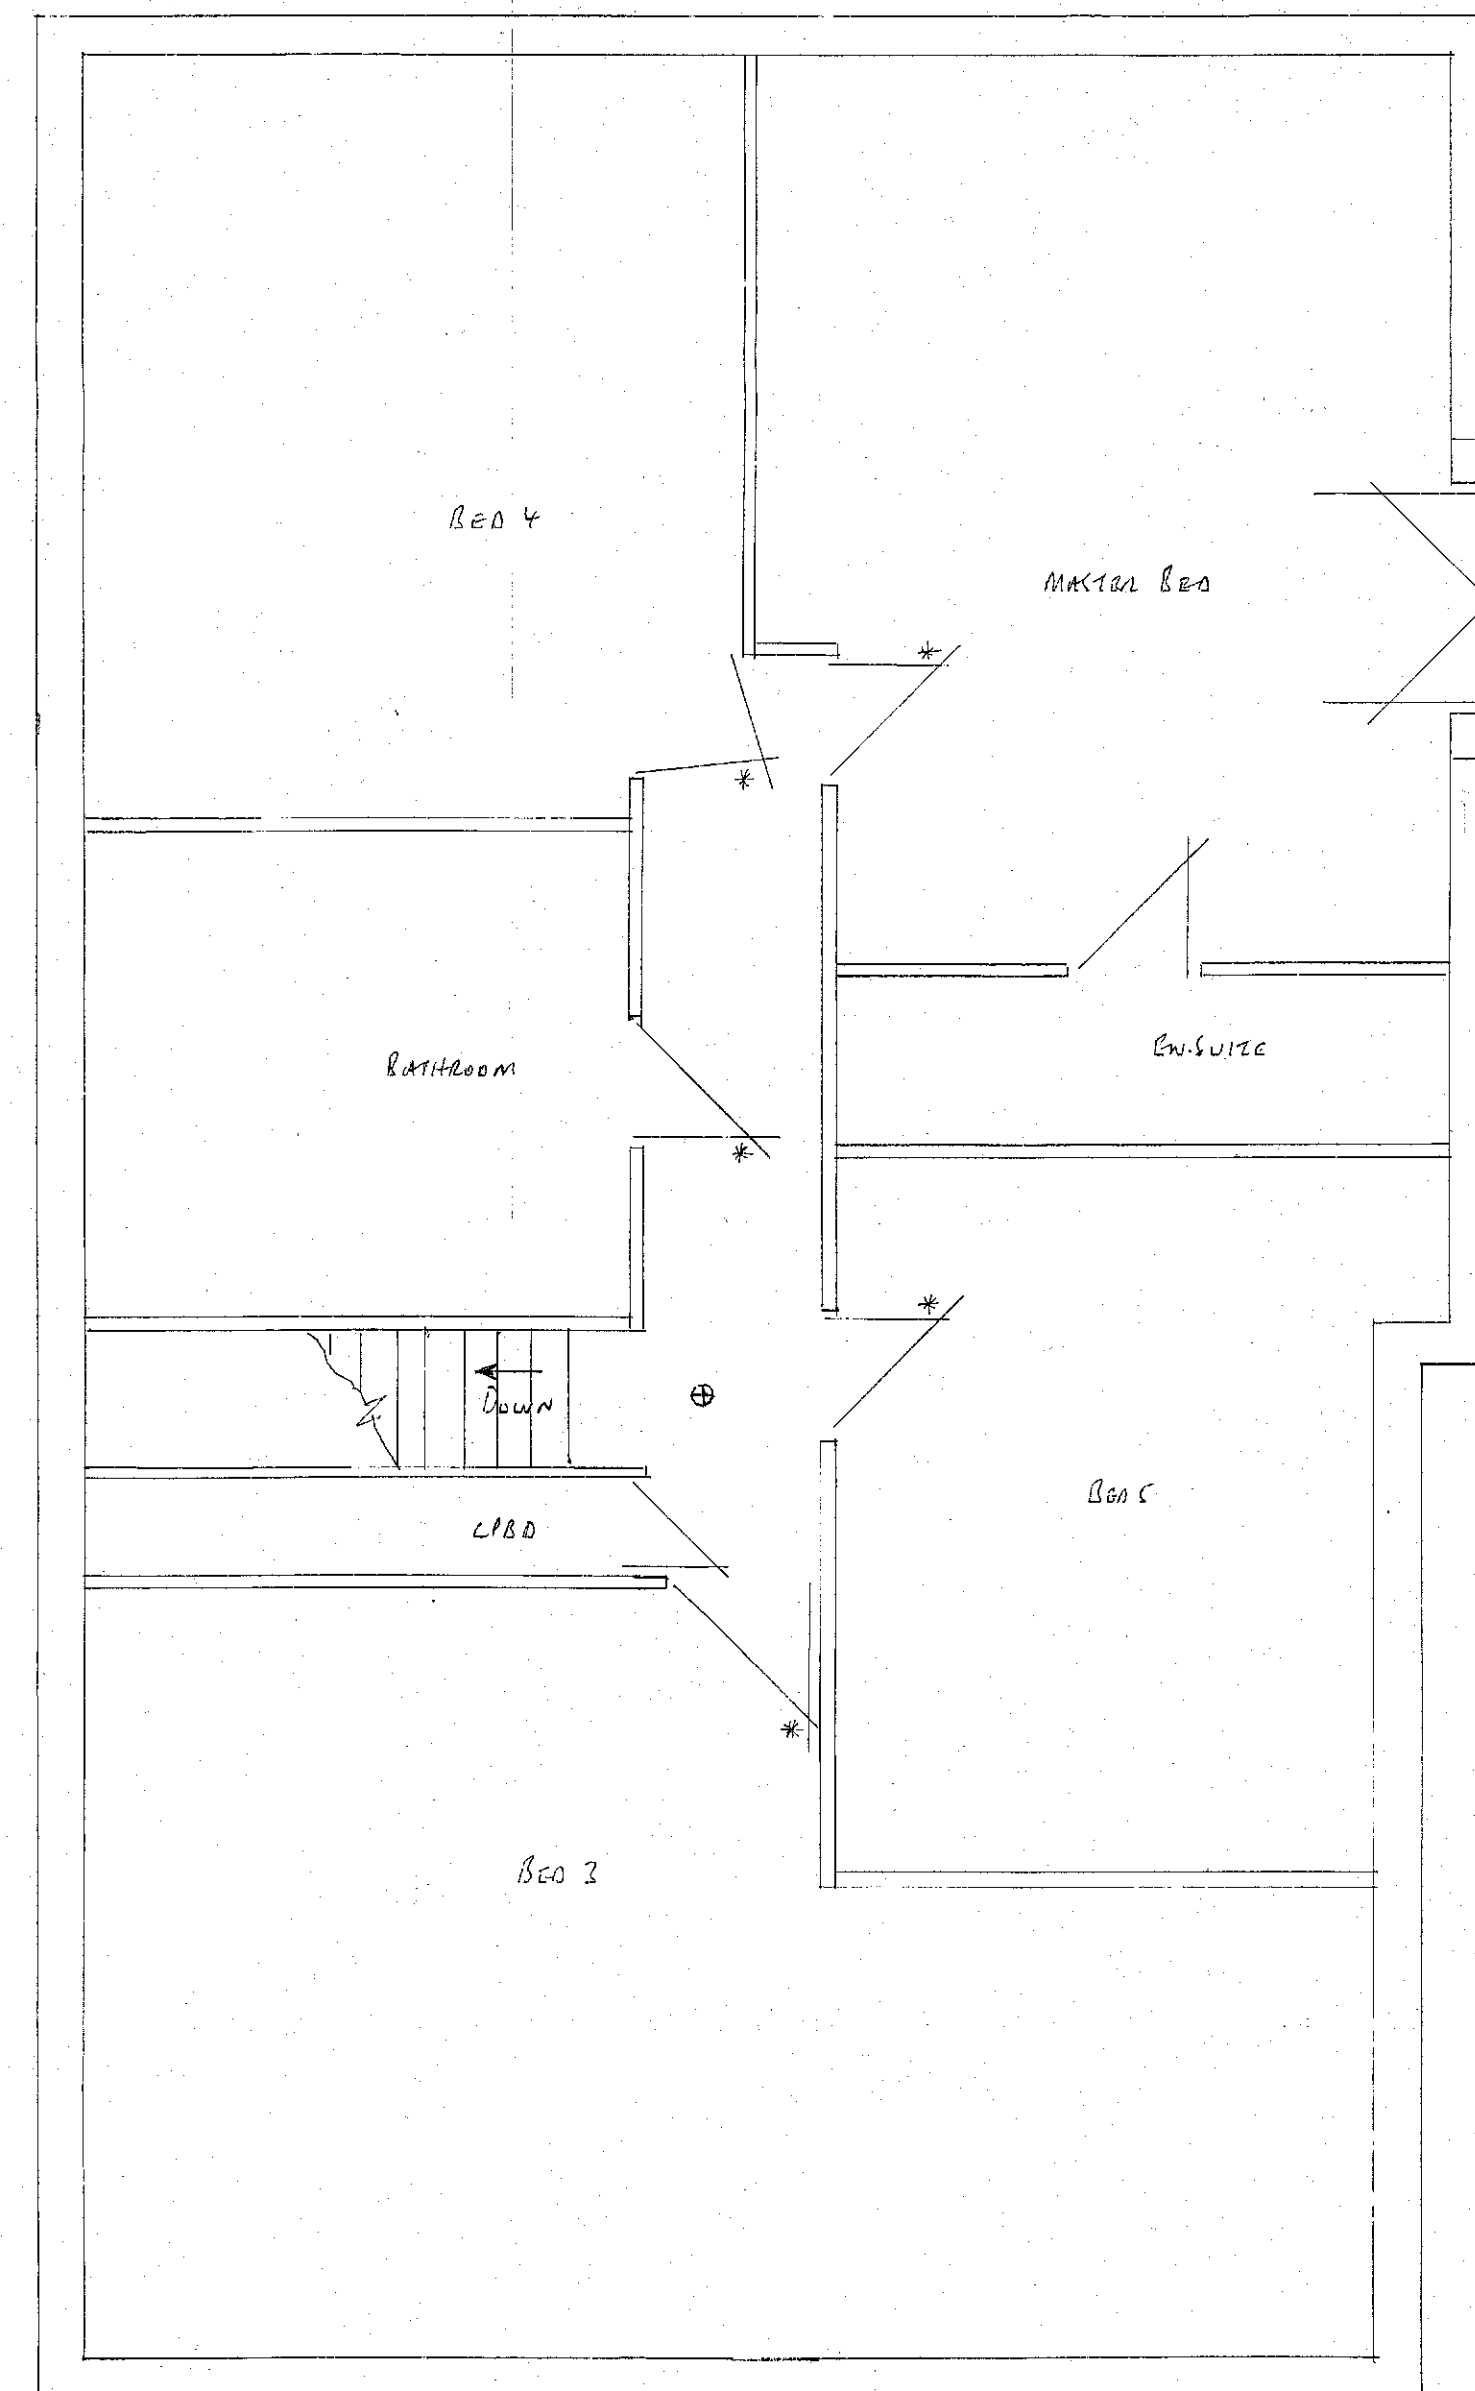 BED 4
MASTER BED
BATHROOM
EN.SUITE
DOWN
BED 5
CPBD
BED 3